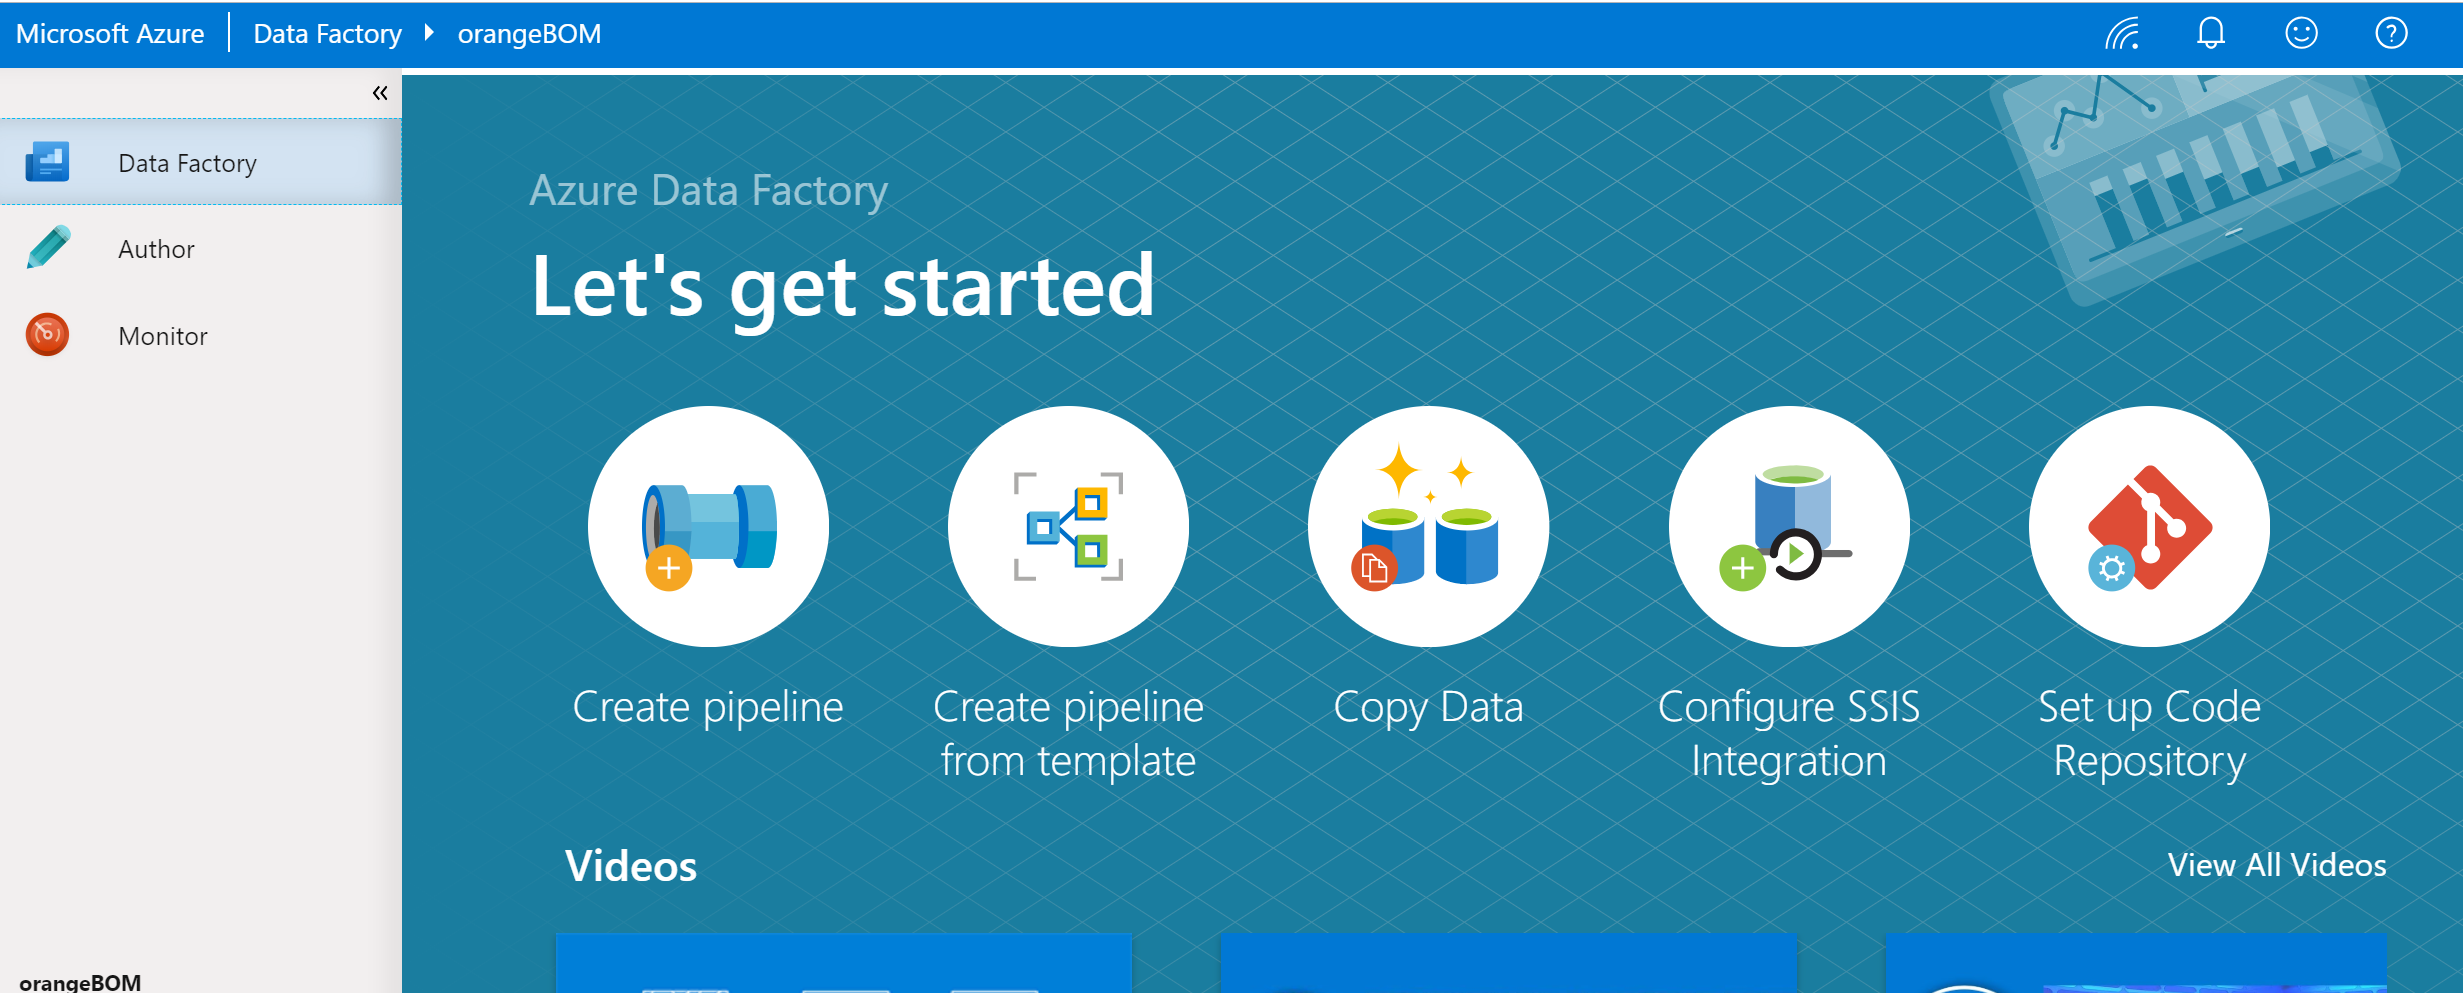 Microsoft Azure
Data Factory
orangeBOM
Data Factory
Author
Monitor
Azure Data Factory
Let's get started
Create pipeline
Create pipeline
from template
Copy Data
Configure SSIS
Integration
Set up Code
Repository
Videos
View All Videos
orangeBOM